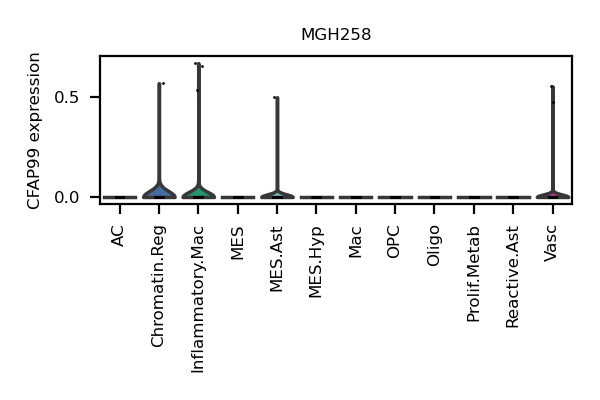 MGH258
CFAP99 expression
0.5
0.0
AC
Chromatin.Reg
Inflammatory.Mac
MES
MES.Ast
MES.Hyp
Mac
OPC
Oligo
Prolif.Metab
Reactive.Ast
Vasc